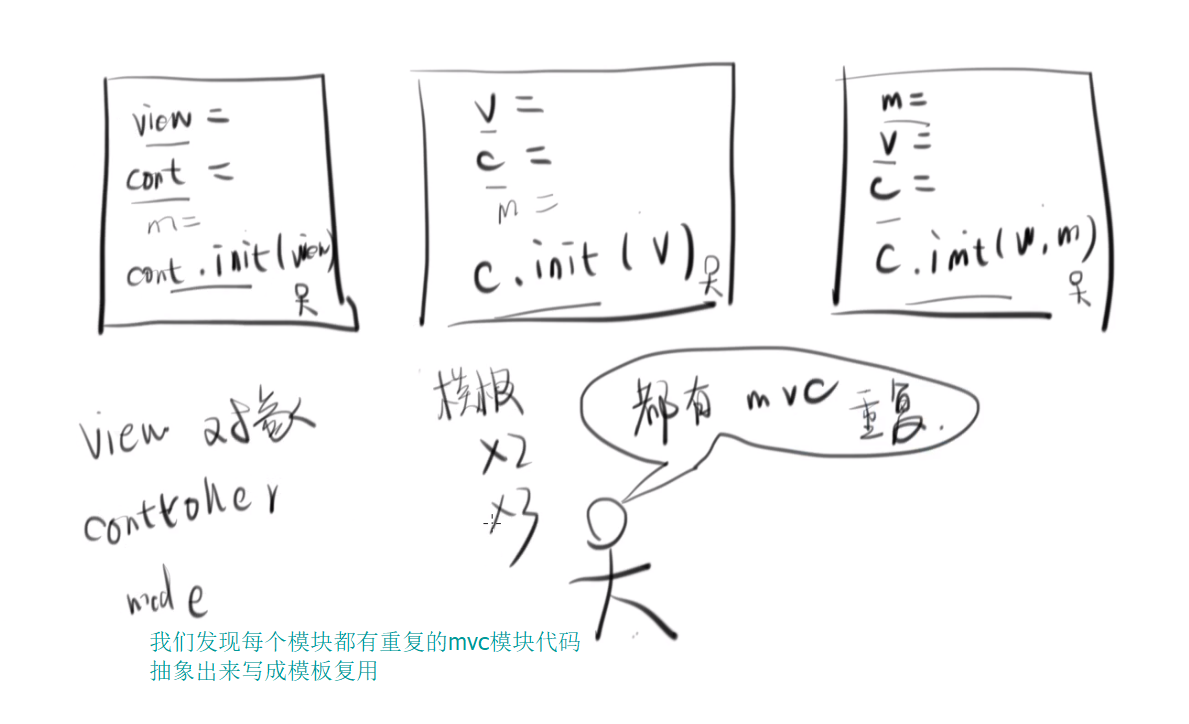 view =
cont =
m=
cont.init(view)
v =
c =
m =
c.init(v)
m=
v=
c=
c.init(v,m)
view 对象
controller
mode
模板
x2
x3
都有 mvc 重复.
我们发现每个模块都有重复的mvc模块代码
抽象出来写成模板复用